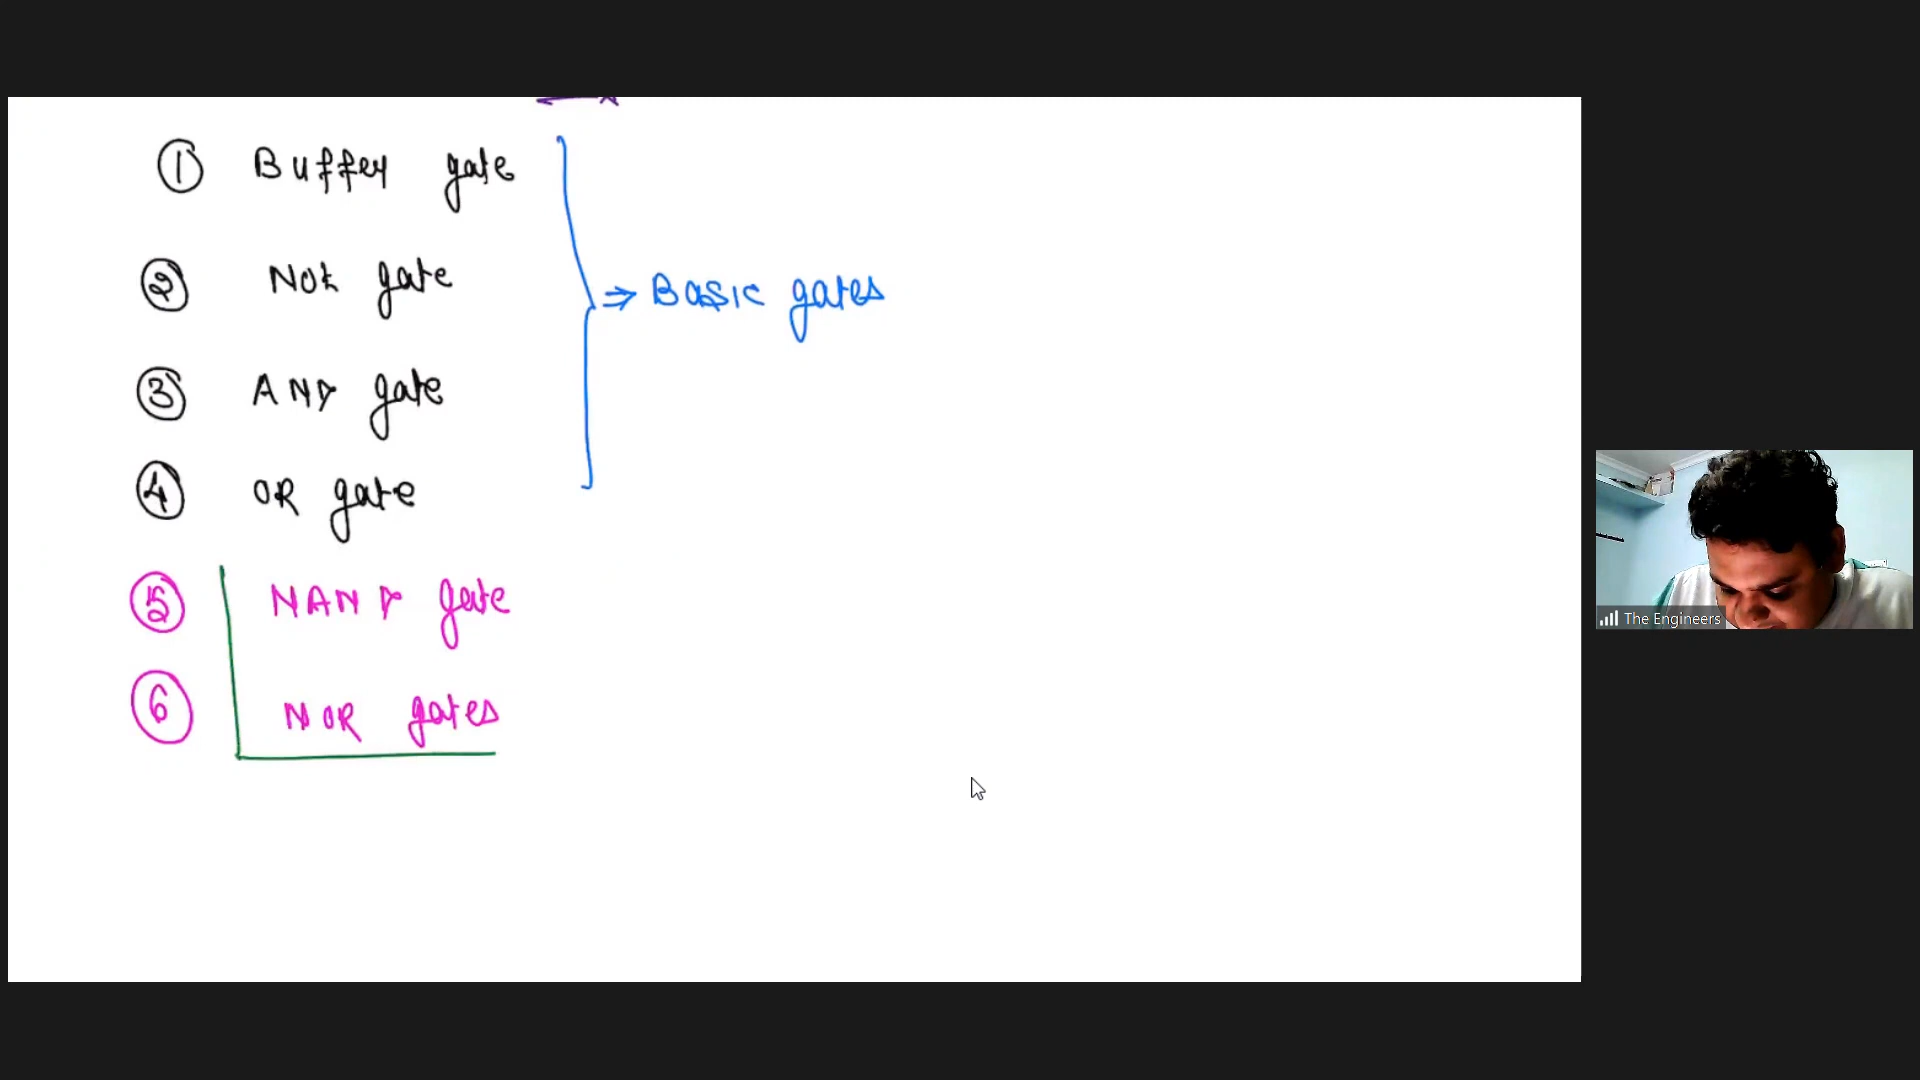 ① Buffer gate
② Not gate
⇒ Basic gates
③ AND gate
④ OR gate
⑤ NAND gate
⑥ NOR gates
The Engineers